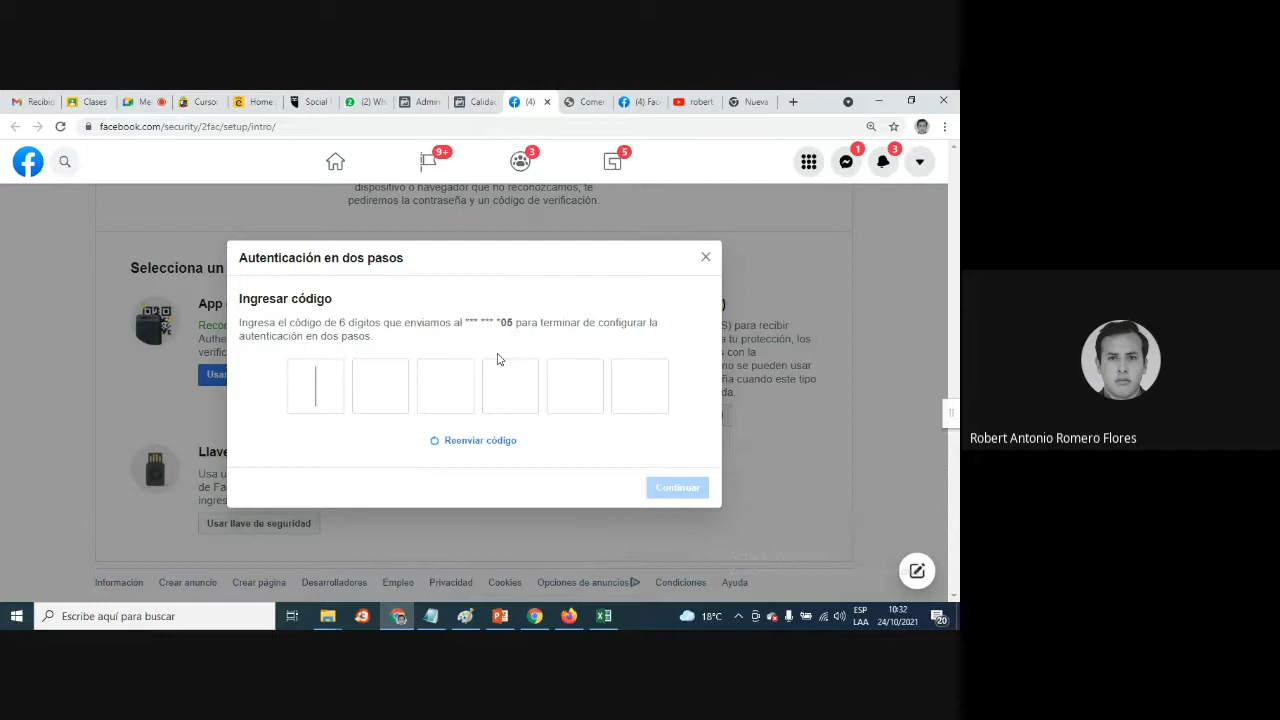 Recibid
Clases
Me
Curso
Home
Social
(2) Wh
Admin
Calidad
(4)
Comer
(4) Fac
robert
Nueva
facebook.com/security/2fac/setup/intro/
9+
3
5
1
3
dispositivo o navegador que no reconozcamos, te
pediremos la contraseña y un código de verificación.
Selecciona un
Autenticación en dos pasos
Ingresar código
Ingresa el código de 6 dígitos que enviamos al *** *** *05 para terminar de configurar la
autenticación en dos pasos.
Reenviar código
Continuar
App
Recor
Authe
verific
Usar
S) para recibir
tu protección, los
s con la
no se pueden usar
ña cuando este tipo
da.
Llave
Usa u
de Fa
ingres
Usar llave de seguridad
Información
Crear anuncio
Crear página
Desarrolladores
Empleo
Privacidad
Cookies
Opciones de anuncios
Condiciones
Ayuda
Robert Antonio Romero Flores
Escribe aquí para buscar
18°C
ESP
LAA
10:32
24/10/2021
20